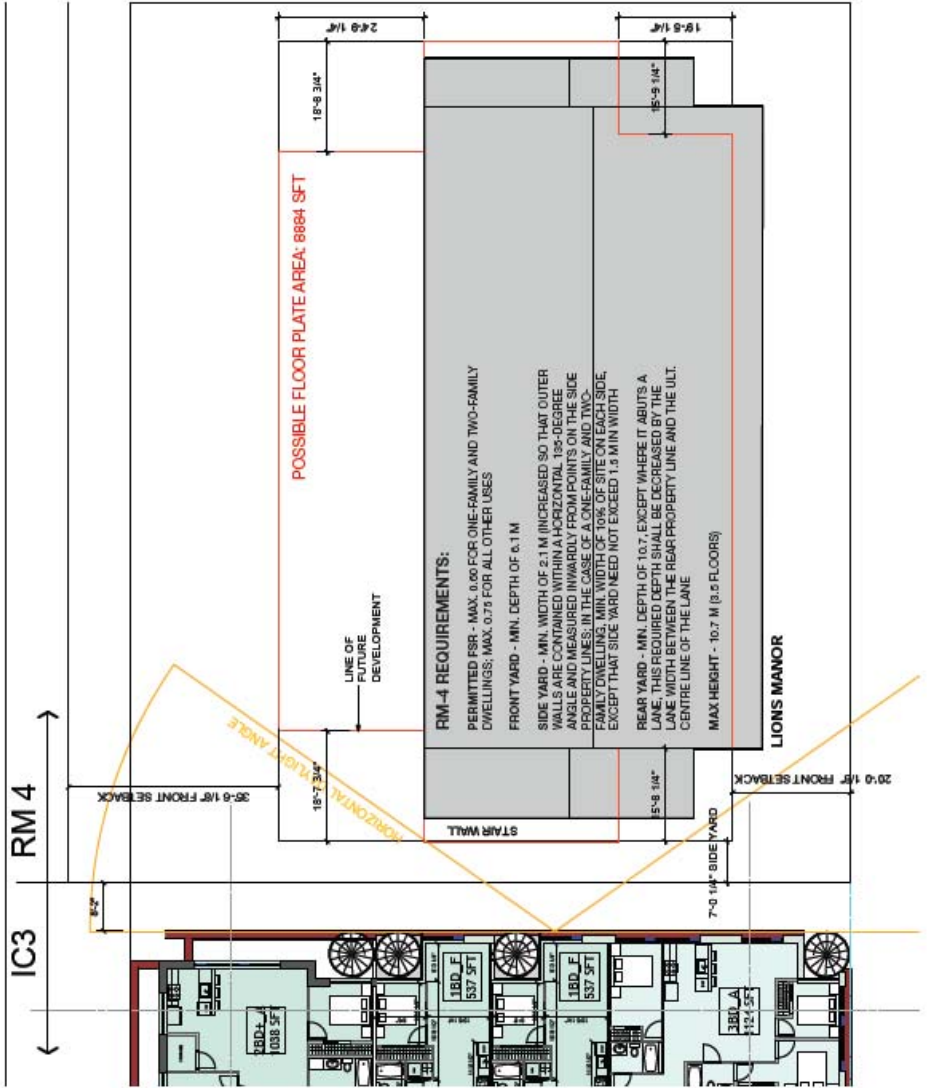 IC3
RM 4
8'-2"
35'-6 1/8" FRONT SETBACK
24'-9 1/4"
18'-8 3/4"
19'-5 1/4"
15'-9 1/4"
POSSIBLE FLOOR PLATE AREA: 8884 SFT
LINE OF
FUTURE
DEVELOPMENT
18'-7 3/4"
HORIZONTAL DAYLIGHT ANGLE
STAIR WALL
RM-4 REQUIREMENTS:
PERMITTED FSR - MAX. 0.60 FOR ONE-FAMILY AND TWO-FAMILY
DWELLINGS; MAX. 0.75 FOR ALL OTHER USES
FRONT YARD - MIN. DEPTH OF 6.1 M
SIDE YARD - MIN. WIDTH OF 2.1 M (INCREASED SO THAT OUTER
WALLS ARE CONTAINED WITHIN A HORIZONTAL 135-DEGREE
ANGLE AND MEASURED INWARDLY FROM POINTS ON THE SIDE
PROPERTY LINES; IN THE CASE OF A ONE-FAMILY AND TWO-
FAMILY DWELLING, MIN. WIDTH OF 10% OF SITE ON EACH SIDE,
EXCEPT THAT SIDE YARD NEED NOT EXCEED 1.5 M IN WIDTH
REAR YARD - MIN. DEPTH OF 10.7, EXCEPT WHERE IT ABUTS A
LANE, THIS REQUIRED DEPTH SHALL BE DECREASED BY THE
LANE WIDTH BETWEEN THE REAR PROPERTY LINE AND THE ULT.
CENTRE LINE OF THE LANE
MAX HEIGHT - 10.7 M (3.5 FLOORS)
15'-8 1/4"
LIONS MANOR
7'-0 1/4" SIDE YARD
20'-0 1/8" FRONT SETBACK
2BD+_A
1038 SFT
1BD_F
537 SFT
1BD_F
537 SFT
3BD_A